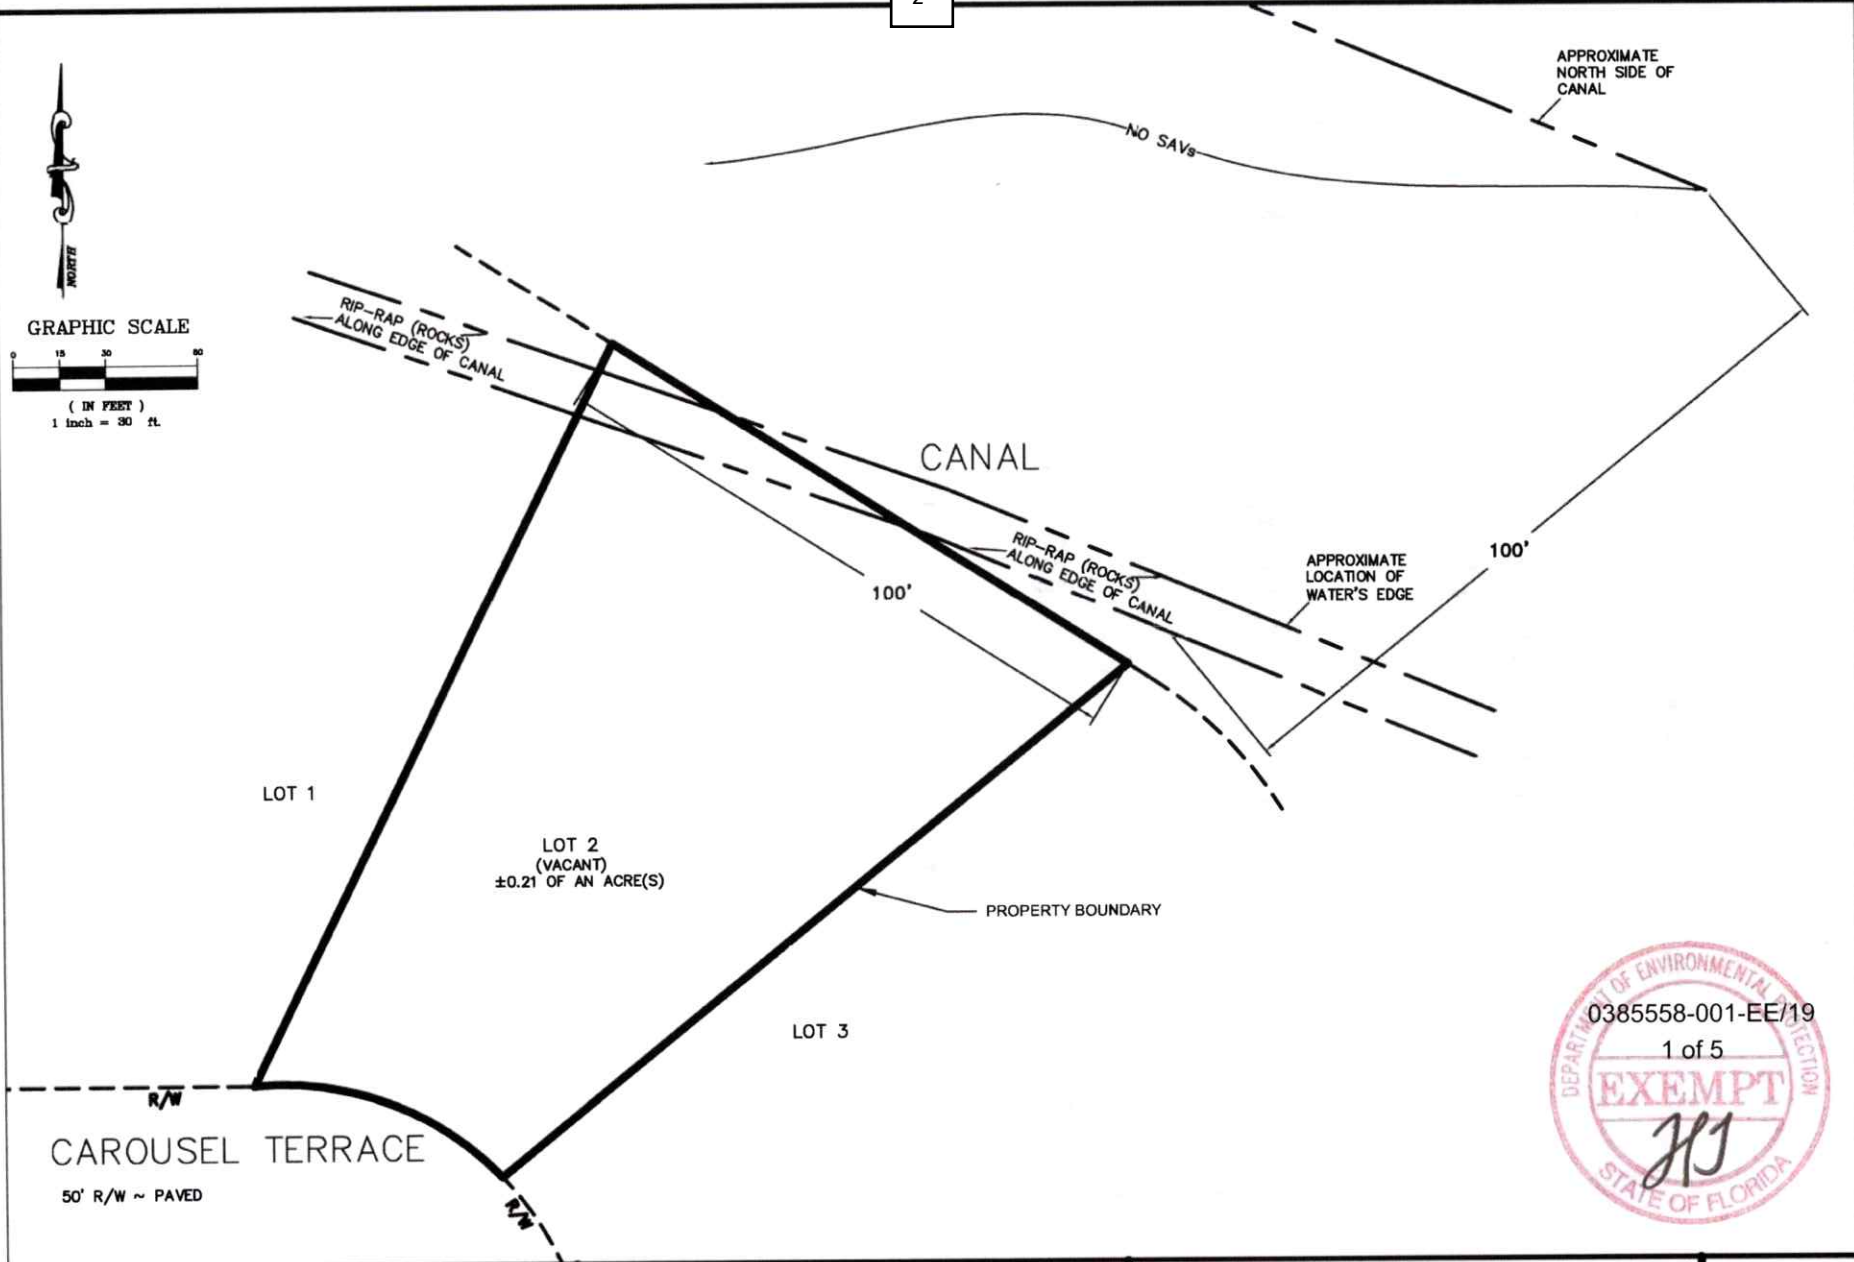 2
APPROXIMATE
NORTH SIDE OF
CANAL
NO SAVs
NORTH
GRAPHIC SCALE
0 15 30 60
( IN FEET )
1 inch = 30 ft.
RIP-RAP (ROCKS)
ALONG EDGE OF CANAL
CANAL
RIP-RAP (ROCKS)
ALONG EDGE OF CANAL
100'
100'
APPROXIMATE
LOCATION OF
WATER'S EDGE
LOT 1
LOT 2
(VACANT)
±0.21 OF AN ACRE(S)
PROPERTY BOUNDARY
LOT 3
R/W
CAROUSEL TERRACE
50' R/W ~ PAVED
R/W
DEPARTMENT OF ENVIRONMENTAL PROTECTION
0385558-001-EE/19
1 of 5
EXEMPT
HJ
STATE OF FLORIDA